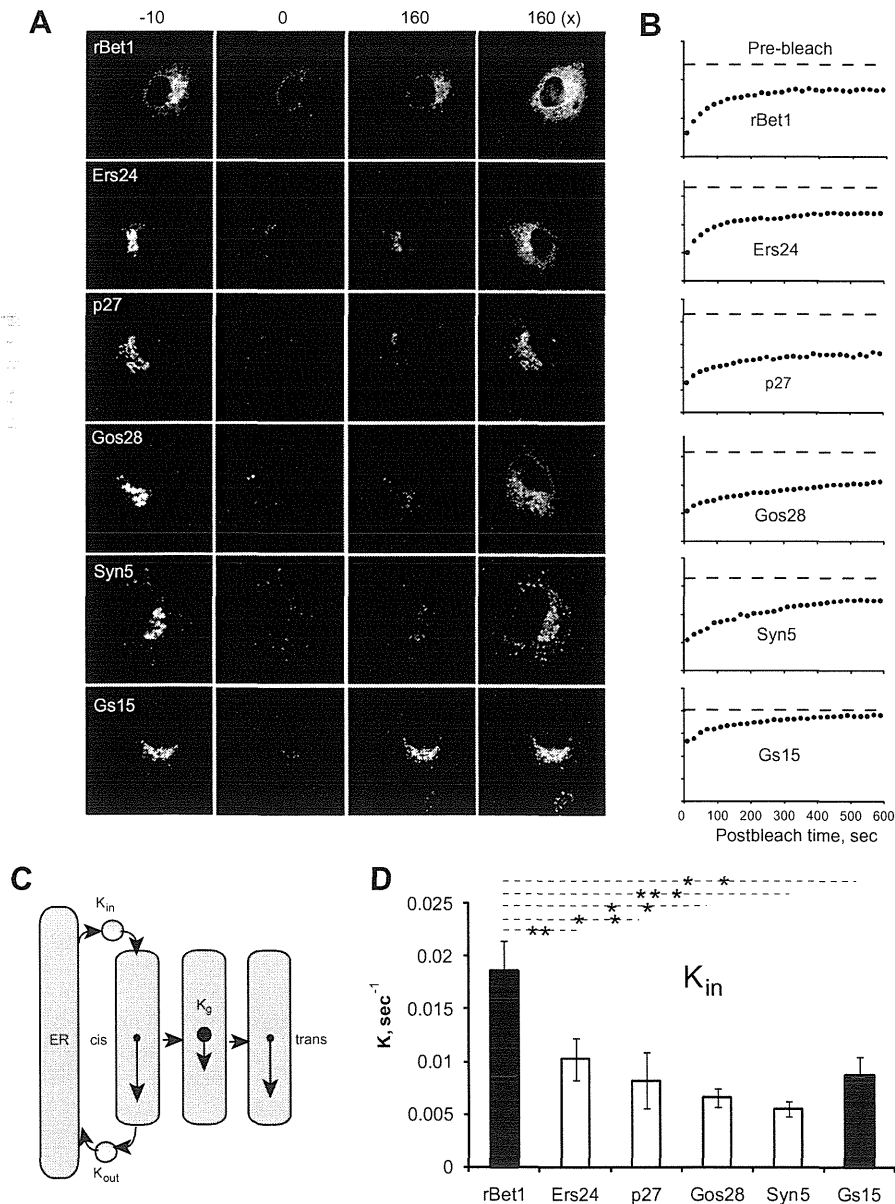 A
-10 0 160 160 (x)
rBet1
Ers24
p27
Gos28
Syn5
Gs15
B
Pre-bleach
rBet1
Ers24
p27
Gos28
Syn5
Gs15
0 100 200 300 400 500 600
Postbleach time, sec
C
Kin
ER
cis
Kg
trans
Kout
D
* *
***
* *
* *
**
0.025
0.02
0.015
0.01
0.005
0
K, sec-1
Kin
rBet1 Ers24 p27 Gos28 Syn5 Gs15